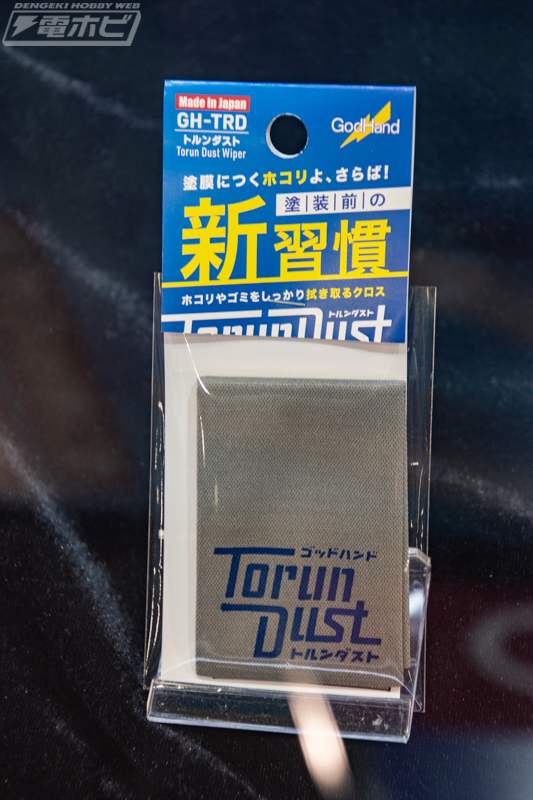 DENGEKI HOBBY WEB
電ホビ
Made in Japan
GH-TRD
トルンダスト
Torun Dust Wiper
GodHand
塗膜につくホコリよ、さらば!
塗装前の
新習慣
ホコリやゴミをしっかり拭き取るクロス
トルンダスト
Torun Dust
ゴッドハンド
Torun
Dust
トルンダスト